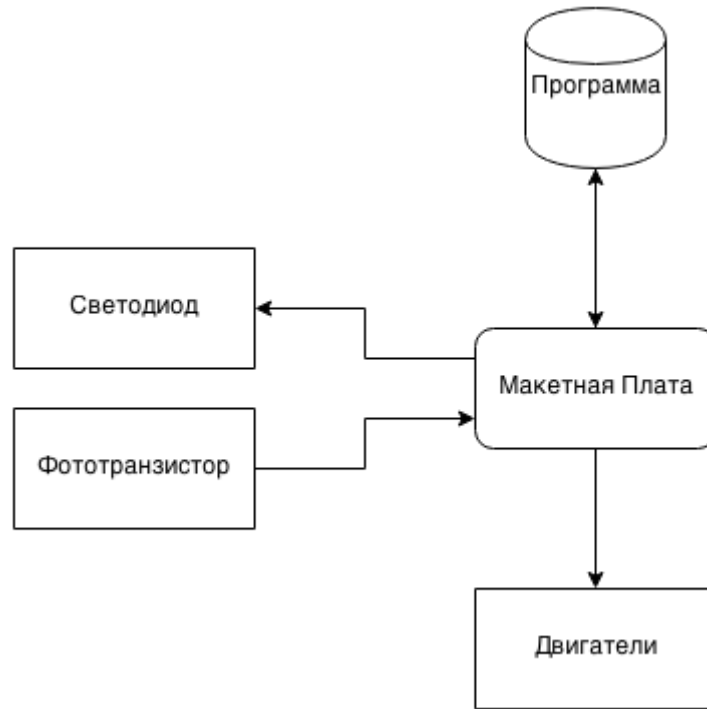 Программа
Светодиод
Макетная Плата
Фототранзистор
Двигатели